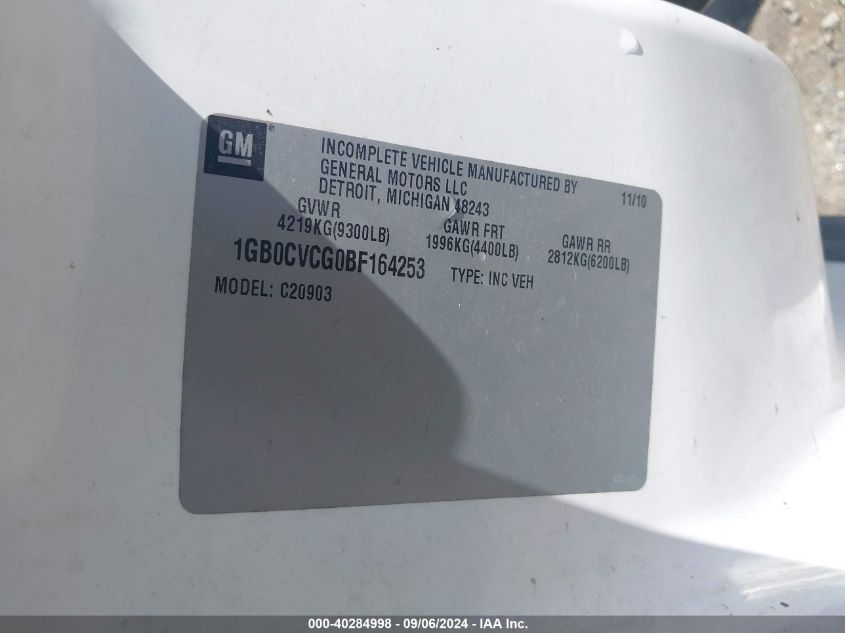 GM
INCOMPLETE VEHICLE MANUFACTURED BY
GENERAL MOTORS LLC
DETROIT, MICHIGAN 48243
11/10
GVWR
4219KG(9300LB)
GAWR FRT
1996KG(4400LB)
GAWR RR
2812KG(6200LB)
1GB0CVCG0BF164253
TYPE: INC VEH
MODEL: C20903
000-40284998 - 09/06/2024 - IAA Inc.